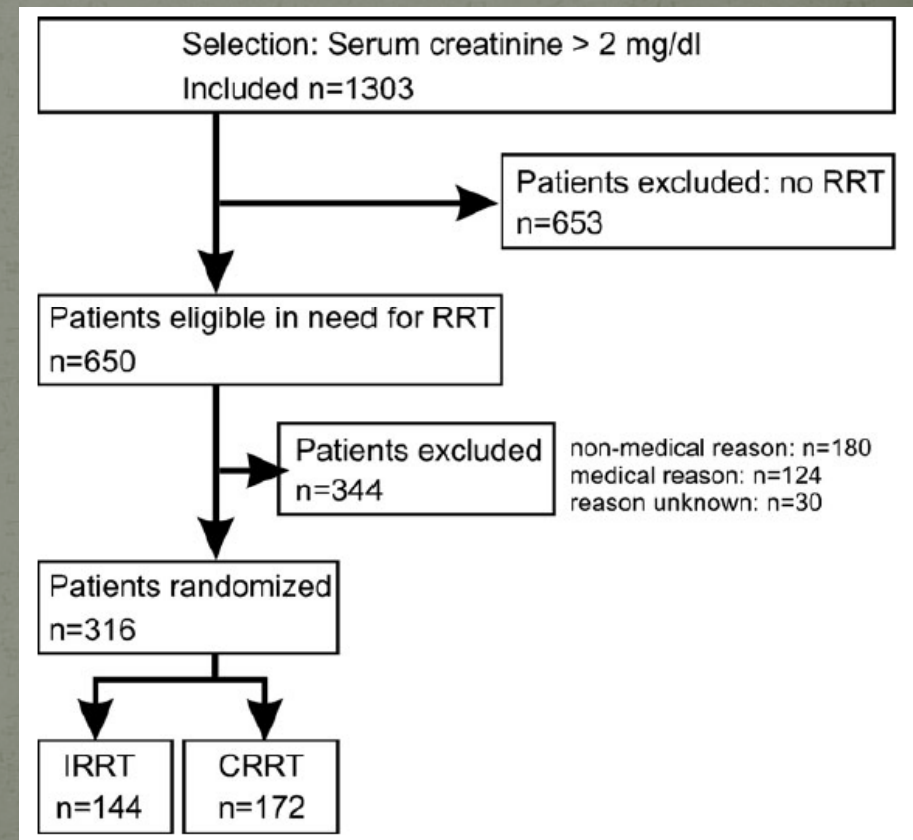 Selection: Serum creatinine > 2 mg/dl
Included n=1303
Patients excluded: no RRT
n=653
Patients eligible in need for RRT
n=650
Patients excluded
n=344
non-medical reason: n=180
medical reason: n=124
reason unknown: n=30
Patients randomized
n=316
IRRT
n=144
CRRT
n=172